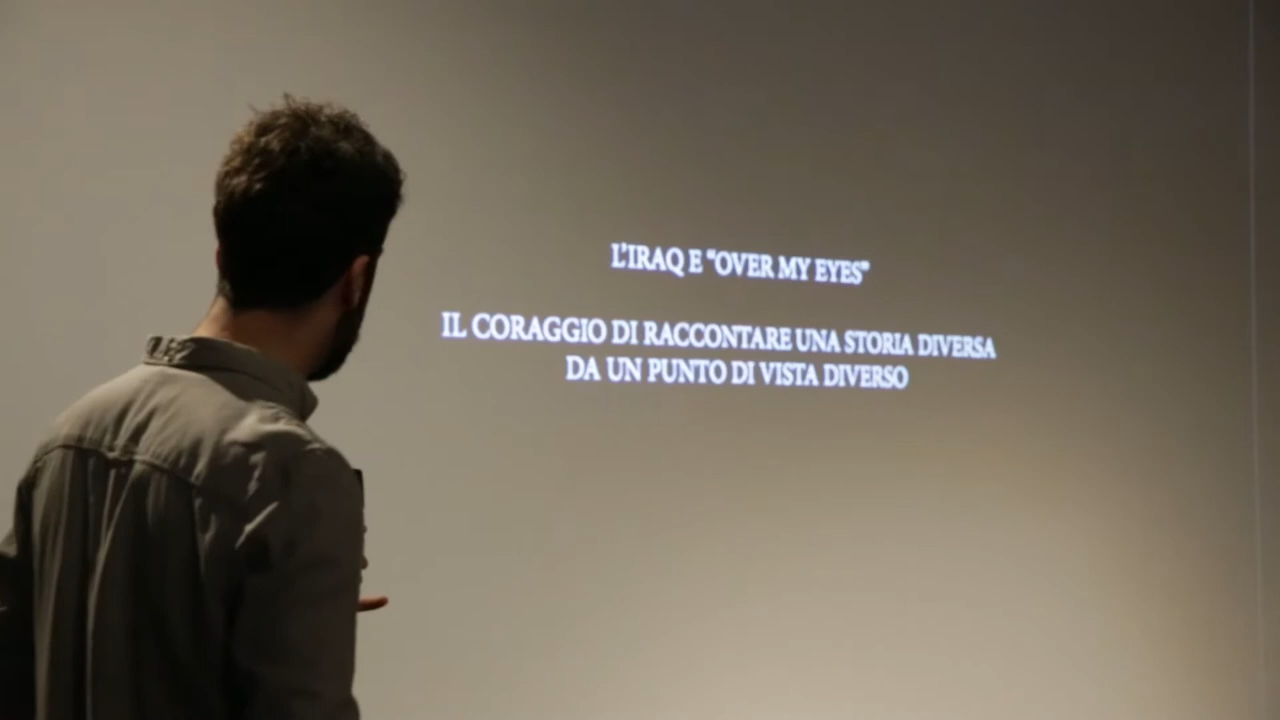 L'IRAQ E "OVER MY EYES"
IL CORAGGIO DI RACCONTARE UNA STORIA DIVERSA
DA UN PUNTO DI VISTA DIVERSO